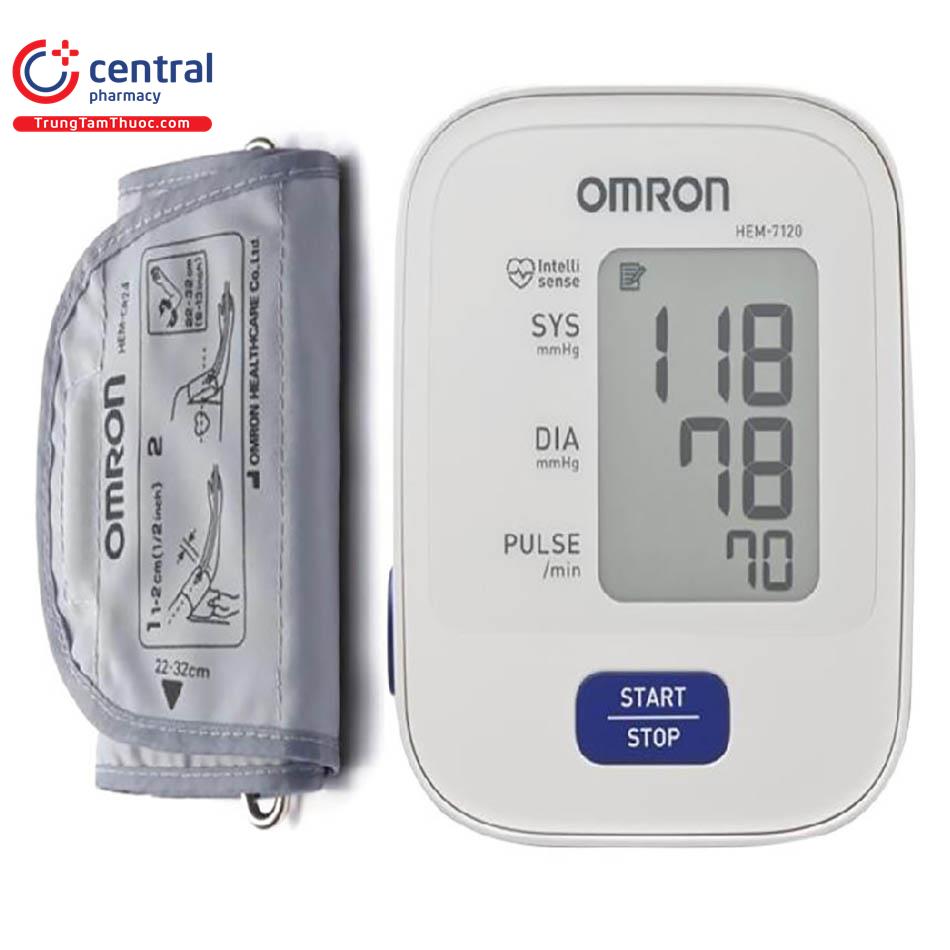 central
pharmacy
TrungTamThuoc.com
OMRON
HEM-7120
Intelli
sense
SYS
mmHg
118
DIA
mmHg
78
PULSE
/min
70
START
STOP
HEM-CR24
OMRON
1 1-2cm(1/2inch)
2
22-32cm
(9-13inch)
OMRON HEALTHCARE Co.,Ltd.
22-32cm